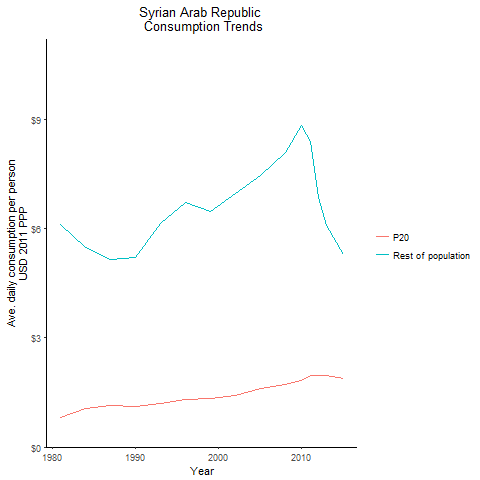 Syrian Arab Republic
Consumption Trends
Ave. daily consumption per person
USD 2011 PPP
$9
$6
$3
$0
1980
1990
2000
2010
Year
P20
Rest of population